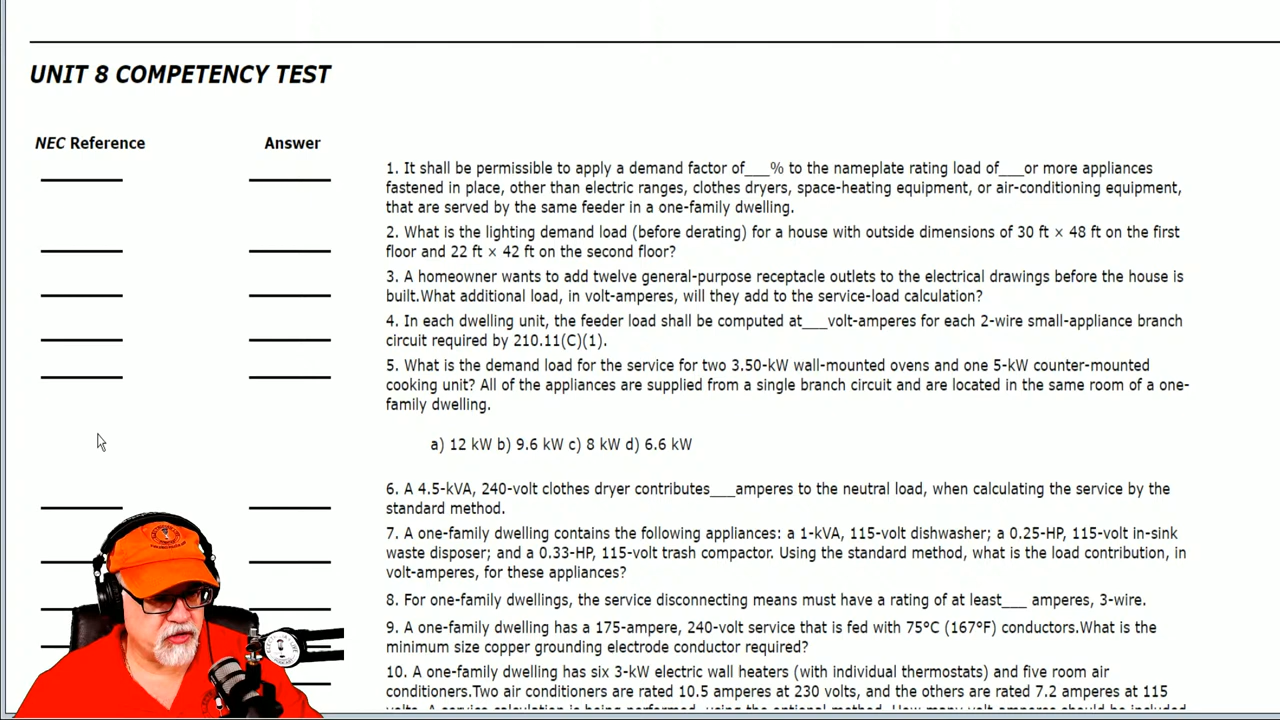 UNIT 8 COMPETENCY TEST
NEC Reference
Answer
1. It shall be permissible to apply a demand factor of___% to the nameplate rating load of___or more appliances
fastened in place, other than electric ranges, clothes dryers, space-heating equipment, or air-conditioning equipment,
that are served by the same feeder in a one-family dwelling.
2. What is the lighting demand load (before derating) for a house with outside dimensions of 30 ft × 48 ft on the first
floor and 22 ft × 42 ft on the second floor?
3. A homeowner wants to add twelve general-purpose receptacle outlets to the electrical drawings before the house is
built.What additional load, in volt-amperes, will they add to the service-load calculation?
4. In each dwelling unit, the feeder load shall be computed at___volt-amperes for each 2-wire small-appliance branch
circuit required by 210.11(C)(1).
5. What is the demand load for the service for two 3.50-kW wall-mounted ovens and one 5-kW counter-mounted
cooking unit? All of the appliances are supplied from a single branch circuit and are located in the same room of a one-
family dwelling.
a) 12 kW b) 9.6 kW c) 8 kW d) 6.6 kW
6. A 4.5-kVA, 240-volt clothes dryer contributes___amperes to the neutral load, when calculating the service by the
standard method.
7. A one-family dwelling contains the following appliances: a 1-kVA, 115-volt dishwasher; a 0.25-HP, 115-volt in-sink
waste disposer; and a 0.33-HP, 115-volt trash compactor. Using the standard method, what is the load contribution, in
volt-amperes, for these appliances?
8. For one-family dwellings, the service disconnecting means must have a rating of at least___ amperes, 3-wire.
9. A one-family dwelling has a 175-ampere, 240-volt service that is fed with 75°C (167°F) conductors.What is the
minimum size copper grounding electrode conductor required?
10. A one-family dwelling has six 3-kW electric wall heaters (with individual thermostats) and five room air
conditioners.Two air conditioners are rated 10.5 amperes at 230 volts, and the others are rated 7.2 amperes at 115
volts. A service calculation is being performed, using the optional method. How many volt-amperes should be included